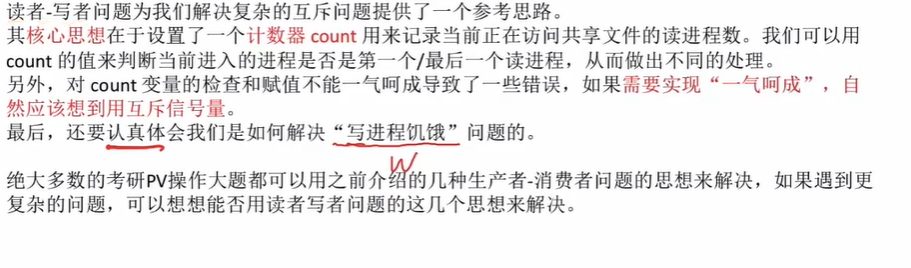 读者-写者问题为我们解决复杂的互斥问题提供了一个参考思路。
其核心思想在于设置了一个计数器 count 用来记录当前正在访问共享文件的读进程数。我们可以用
count 的值来判断当前进入的进程是否是第一个/最后一个读进程，从而做出不同的处理。
另外，对 count 变量的检查和赋值不能一气呵成导致了一些错误，如果需要实现“一气呵成”，自
然应该想到用互斥信号量。
最后，还要认真体会我们是如何解决“写进程饥饿”问题的。
W
绝大多数的考研PV操作大题都可以用之前介绍的几种生产者-消费者问题的思想来解决，如果遇到更
复杂的问题，可以想想能否用读者写者问题的这几个思想来解决。